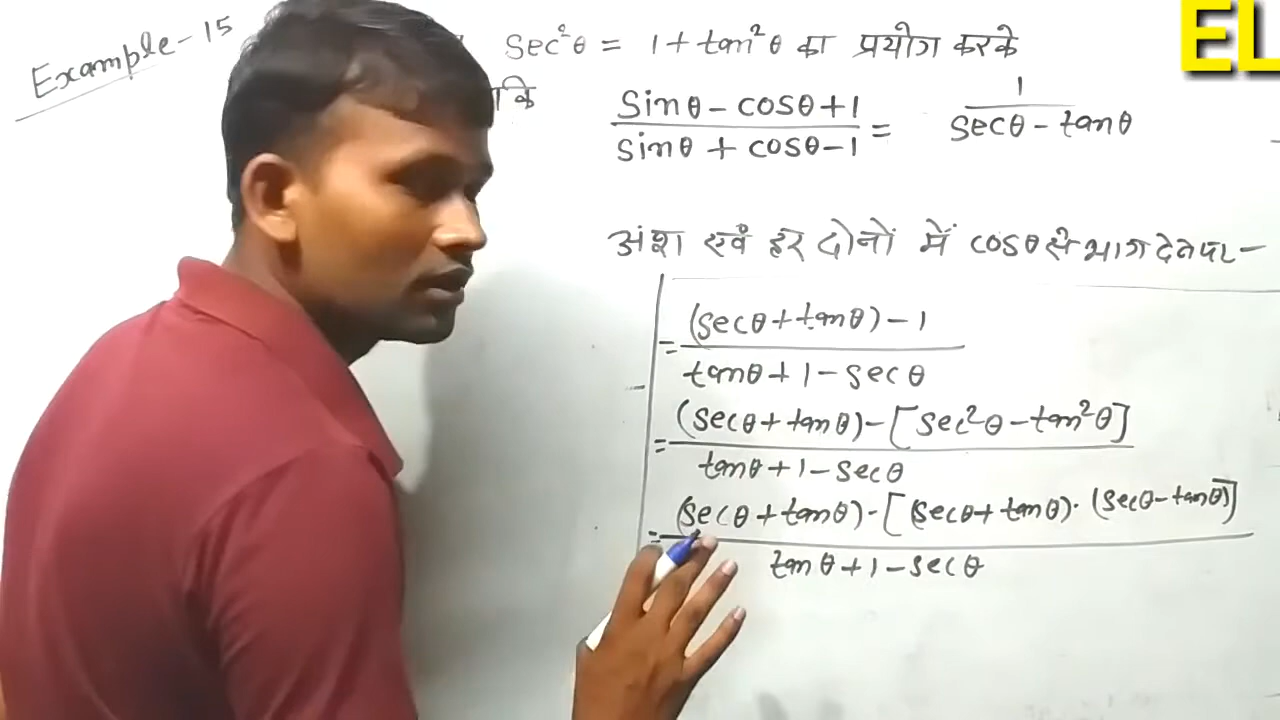 Example-15
sec²θ = 1 + tan²θ का प्रयोग करके
EL
कि
sinθ - cosθ + 1 / sinθ + cosθ - 1 = 1 / secθ - tanθ
अंश एवं हर दोनों में cosθ से भाग देने पर -
= (secθ + tanθ) - 1 / tanθ + 1 - secθ
= (secθ + tanθ) - [sec²θ - tan²θ] / tanθ + 1 - secθ
= (secθ + tanθ) - [(secθ + tanθ) · (secθ - tanθ)] / tanθ + 1 - secθ